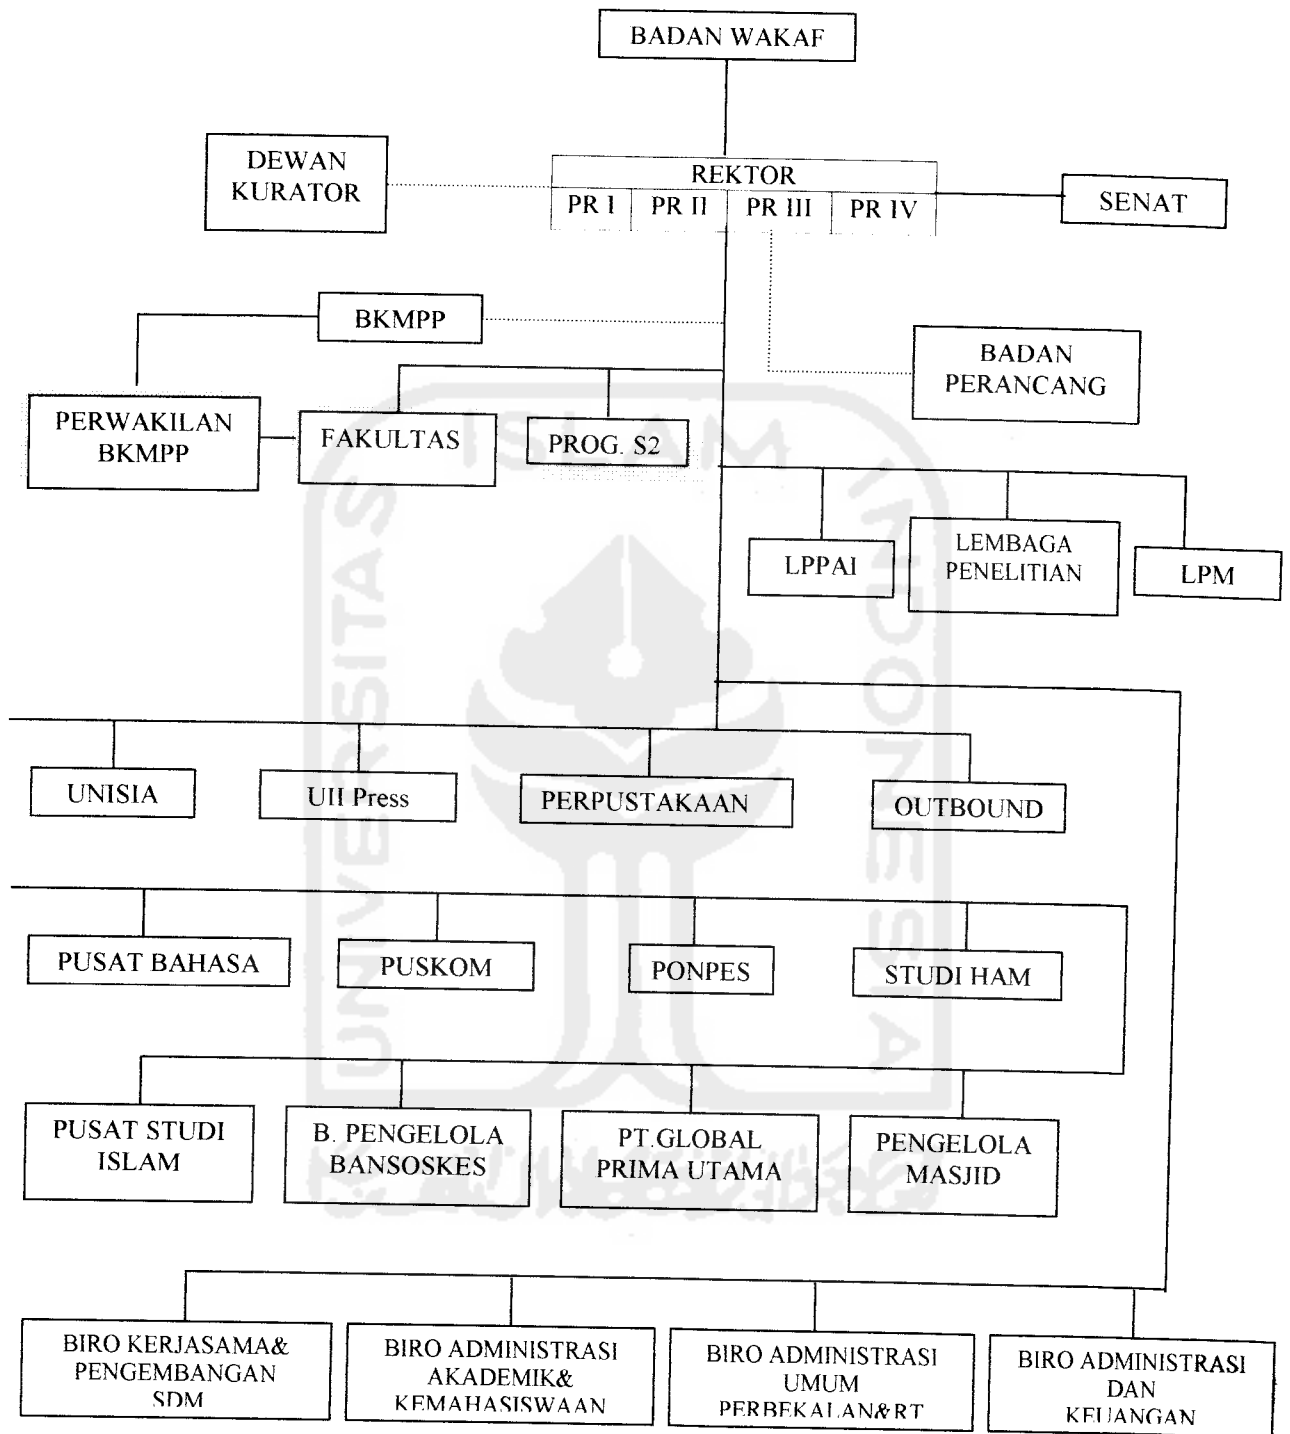 BADAN WAKAF
DEWAN
KURATOR
REKTOR
PR I PR II PR III PR IV
SENAT
BKMPP
BADAN
PERANCANG
PERWAKILAN
BKMPP
FAKULTAS
PROG. S2
LPPAI
LEMBAGA
PENELITIAN
LPM
UNISIA
UII Press
PERPUSTAKAAN
OUTBOUND
PUSAT BAHASA
PUSKOM
PONPES
STUDI HAM
PUSAT STUDI
ISLAM
B. PENGELOLA
BANSOSKES
PT.GLOBAL
PRIMA UTAMA
PENGELOLA
MASJID
BIRO KERJASAMA&
PENGEMBANGAN
SDM
BIRO ADMINISTRASI
AKADEMIK&
KEMAHASISWAAN
BIRO ADMINISTRASI
UMUM
PERBEKALAN&RT
BIRO ADMINISTRASI
DAN
KEUANGAN
UNIVERSITAS
ISLAM
INDONESIA